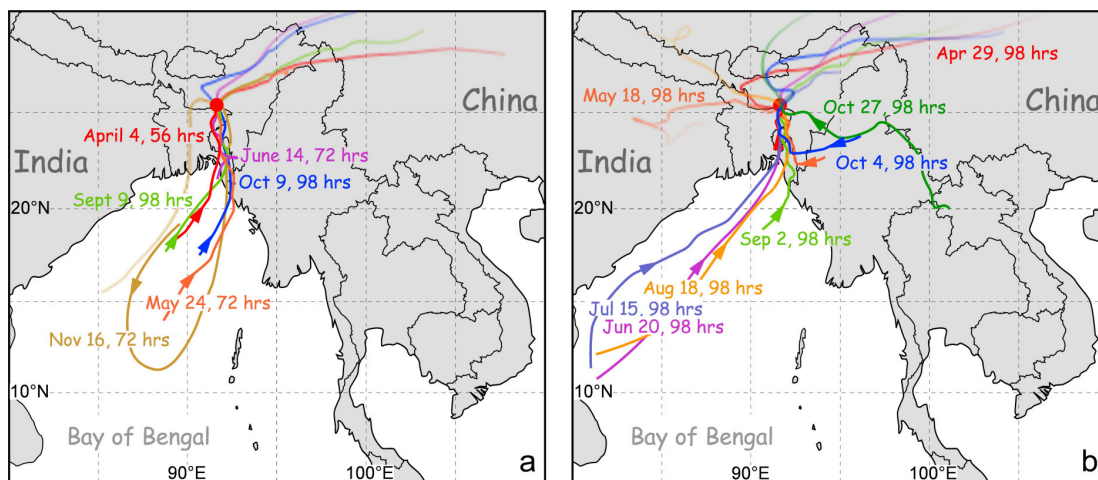 China
April 4, 56 hrs
India
June 14, 72 hrs
Oct 9, 98 hrs
Sept 9, 98 hrs
20°N
May 24, 72 hrs
Nov 16, 72 hrs
10°N
Bay of Bengal
90°E
100°E
a
Apr 29, 98 hrs
May 18, 98 hrs
China
Oct 27, 98 hrs
India
Oct 4, 98 hrs
20°N
Sep 2, 98 hrs
Aug 18, 98 hrs
Jul 15, 98 hrs
Jun 20, 98 hrs
10°N
Bay of Bengal
90°E
100°E
b